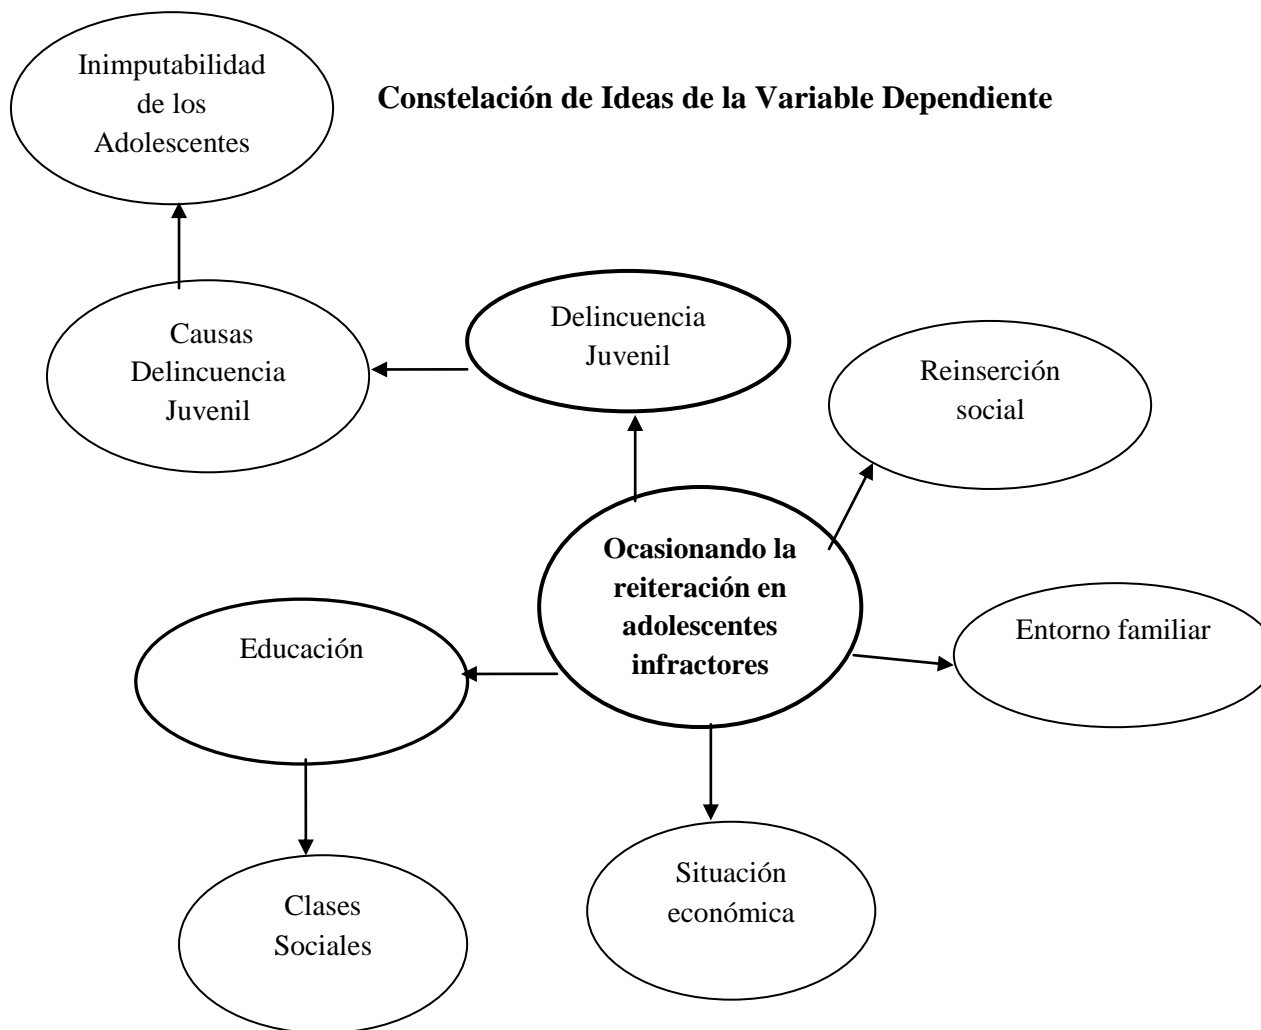 Inimputabilidad
de los
Adolescentes
Constelación de Ideas de la Variable Dependiente
Causas
Delincuencia
Juvenil
Delincuencia
Juvenil
Reinserción
social
Ocasionando la
reiteración en
adolescentes
infractores
Entorno familiar
Educación
Situación
económica
Clases
Sociales